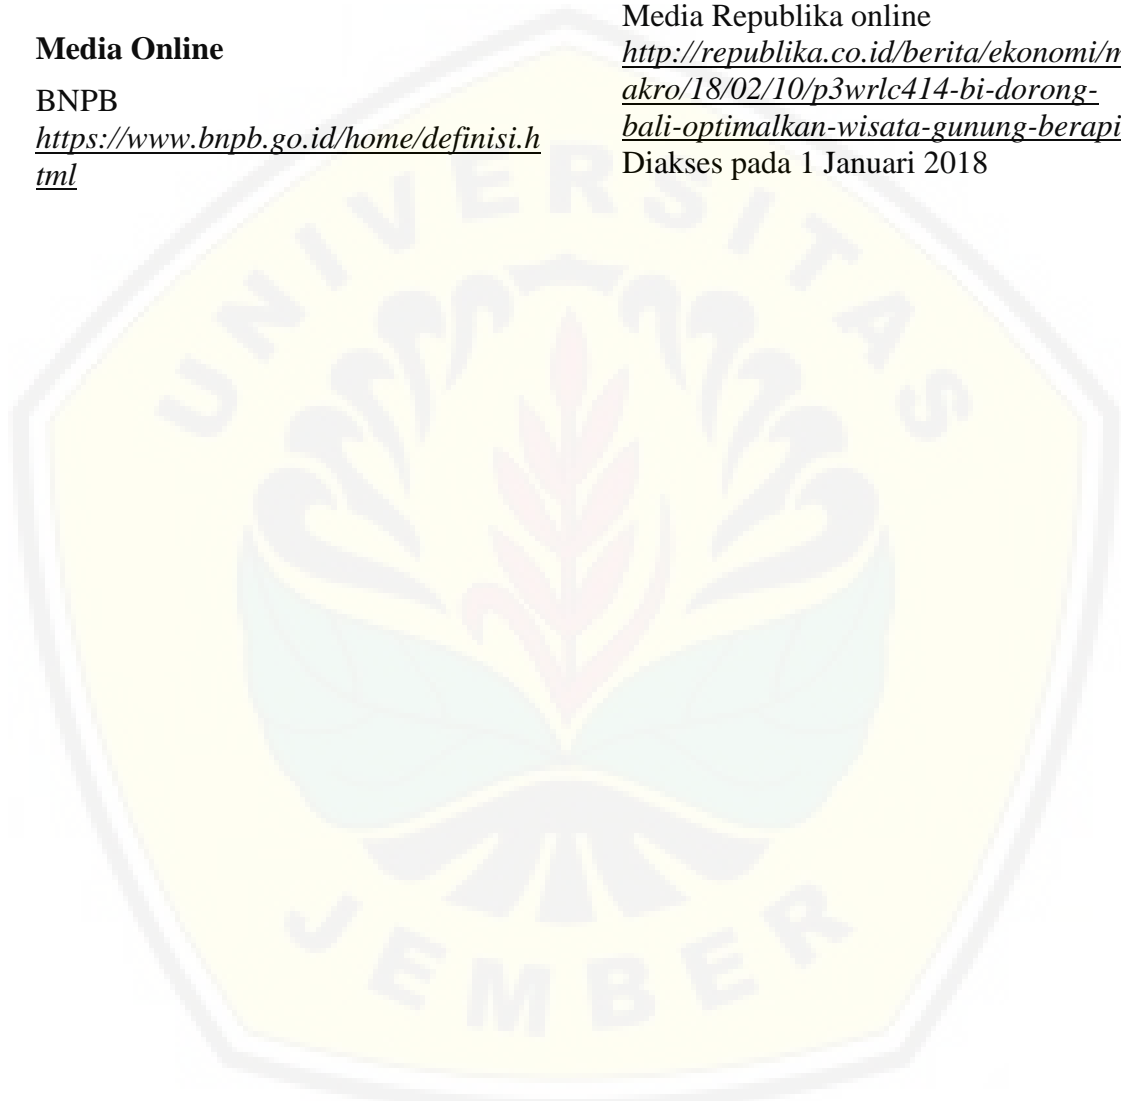 Media Online
BNPB
https://www.bnpb.go.id/home/definisi.h
tml
Media Republika online
http://republika.co.id/berita/ekonomi/m
akro/18/02/10/p3wrlc414-bi-dorong-
bali-optimalkan-wisata-gunung-berapi
Diakses pada 1 Januari 2018
UNIVERSITAS
JEMBER